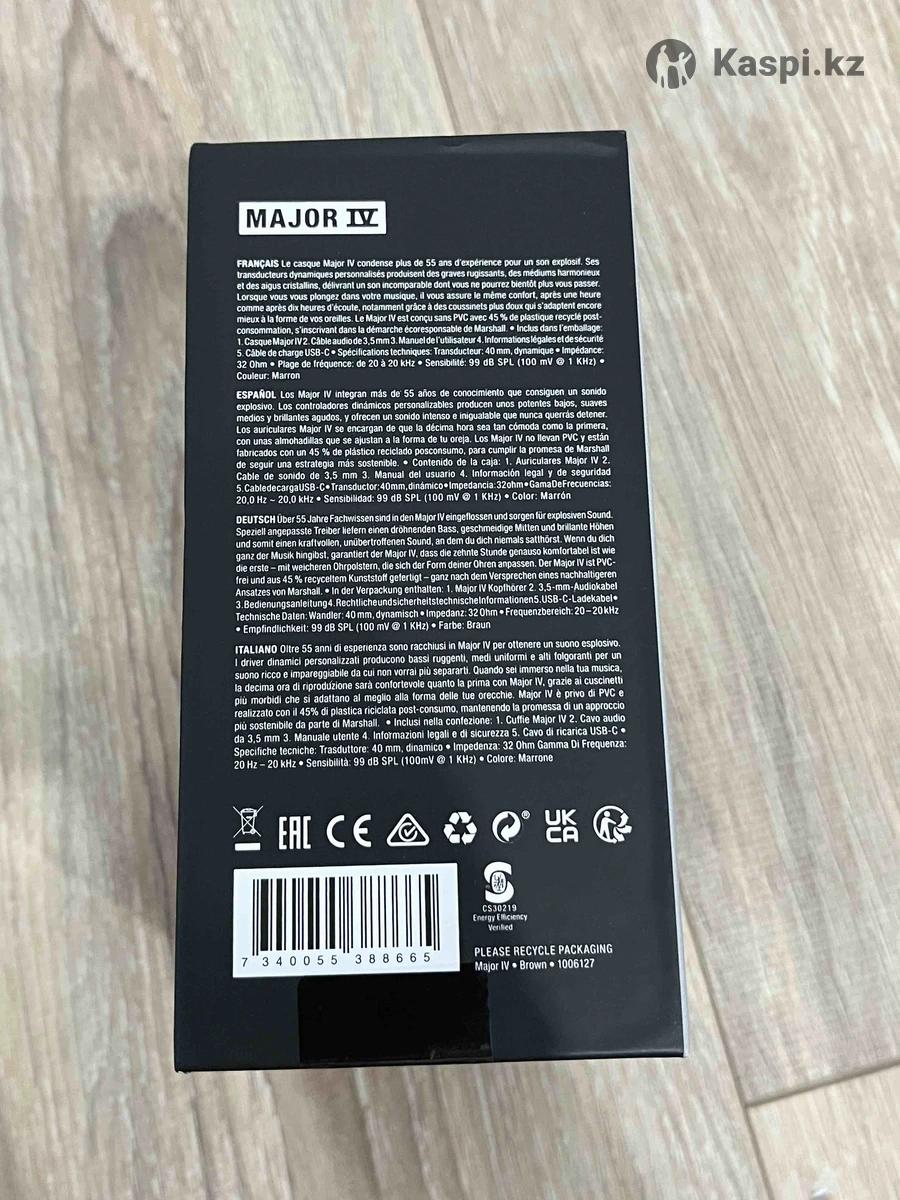 Kaspi.kz
MAJOR IV
FRANÇAIS Le casque Major IV condense plus de 55 ans d'expérience pour un son explosif. Ses
transducteurs dynamiques personnalisés produisent des graves rugissants, des médiums harmonieux
et des aigus cristallins, délivrant un son incomparable dont vous ne pourrez bientôt plus vous passer.
Lorsque vous vous plongez dans votre musique, il vous assure le même confort, après une heure
comme après dix heures d'écoute, notamment grâce à des coussinets plus doux qui s'adaptent encore
mieux à la forme de vos oreilles. Le Major IV est conçu sans PVC avec 45 % de plastique recyclé post-
consommation, s'inscrivant dans la démarche écoresponsable de Marshall. • Inclus dans l'emballage:
1. Casque Major IV 2. Câble audio de 3,5 mm 3. Manuel de l'utilisateur 4. Informations légales et de sécurité
5. Câble de charge USB-C • Spécifications techniques: Transducteur: 40 mm, dynamique • Impédance:
32 Ohm • Plage de fréquence: de 20 à 20 kHz • Sensibilité: 99 dB SPL (100 mV @ 1 KHz) •
Couleur: Marron
ESPAÑOL Los Major IV integran más de 55 años de conocimiento que consiguen un sonido
explosivo. Los controladores dinámicos personalizables producen unos potentes bajos, suaves
medios y brillantes agudos, y ofrecen un sonido intenso e inigualable que nunca querrás detener.
Los auriculares Major IV se encargan de que la décima hora sea tan cómoda como la primera,
con unas almohadillas que se ajustan a la forma de tu oreja. Los Major IV no llevan PVC y están
fabricados con un 45 % de plástico reciclado posconsumo, para cumplir la promesa de Marshall
de seguir una estrategia más sostenible. • Contenido de la caja: 1. Auriculares Major IV 2.
Cable de sonido de 3,5 mm 3. Manual del usuario 4. Información legal y de seguridad
5. Cable de carga USB-C • Transductor: 40 mm, dinámico • Impedancia: 32 ohm • Gama De Frecuencias:
20,0 Hz ~ 20,0 kHz • Sensibilidad: 99 dB SPL (100 mV @ 1 KHz) • Color: Marrón
DEUTSCH Über 55 Jahre Fachwissen sind in den Major IV eingeflossen und sorgen für explosiven Sound.
Speziell angepasste Treiber liefern einen dröhnenden Bass, geschmeidige Mitten und brillante Höhen
und somit einen kraftvollen, unübertroffenen Sound, an dem du dich niemals satthörst. Wenn du dich
ganz der Musik hingibst, garantiert der Major IV, dass die zehnte Stunde genauso komfortabel ist wie
die erste – mit weicheren Ohrpolstern, die sich der Form deiner Ohren anpassen. Der Major IV ist PVC-
frei und aus 45 % recyceltem Kunststoff gefertigt – ganz nach dem Versprechen eines nachhaltigeren
Ansatzes von Marshall. • In der Verpackung enthalten: 1. Major IV Kopfhörer 2. 3,5-mm-Audiokabel
3. Bedienungsanleitung 4. Rechtliche und sicherheitstechnische Informationen 5. USB-C-Ladekabel •
Technische Daten: Wandler: 40 mm, dynamisch • Impedanz: 32 Ohm • Frequenzbereich: 20 – 20 kHz
• Empfindlichkeit: 99 dB SPL (100 mV @ 1 KHz) • Farbe: Braun
ITALIANO Oltre 55 anni di esperienza sono racchiusi in Major IV per ottenere un suono esplosivo.
I driver dinamici personalizzati producono bassi ruggenti, medi uniformi e alti folgoranti per un
suono ricco e impareggiabile da cui non vorrai più separarti. Quando sei immerso nella tua musica,
la decima ora di riproduzione sarà confortevole quanto la prima con Major IV, grazie ai cuscinetti
più morbidi che si adattano al meglio alla forma delle tue orecchie. Major IV è privo di PVC e
realizzato con il 45% di plastica riciclata post-consumo, mantenendo la promessa di un approccio
più sostenibile da parte di Marshall. • Inclusi nella confezione: 1. Cuffie Major IV 2. Cavo audio
da 3,5 mm 3. Manuale utente 4. Informazioni legali e di sicurezza 5. Cavo di ricarica USB-C •
Specifiche tecniche: Trasduttore: 40 mm, dinamico • Impedenza: 32 Ohm Gamma Di Frequenza:
20 Hz – 20 kHz • Sensibilità: 99 dB SPL (100mV @ 1 KHz) • Colore: Marrone
EAC CE ® UK
CA
CS30219
Energy Efficiency
Verified
7 340055 388665
PLEASE RECYCLE PACKAGING
Major IV • Brown • 1006127